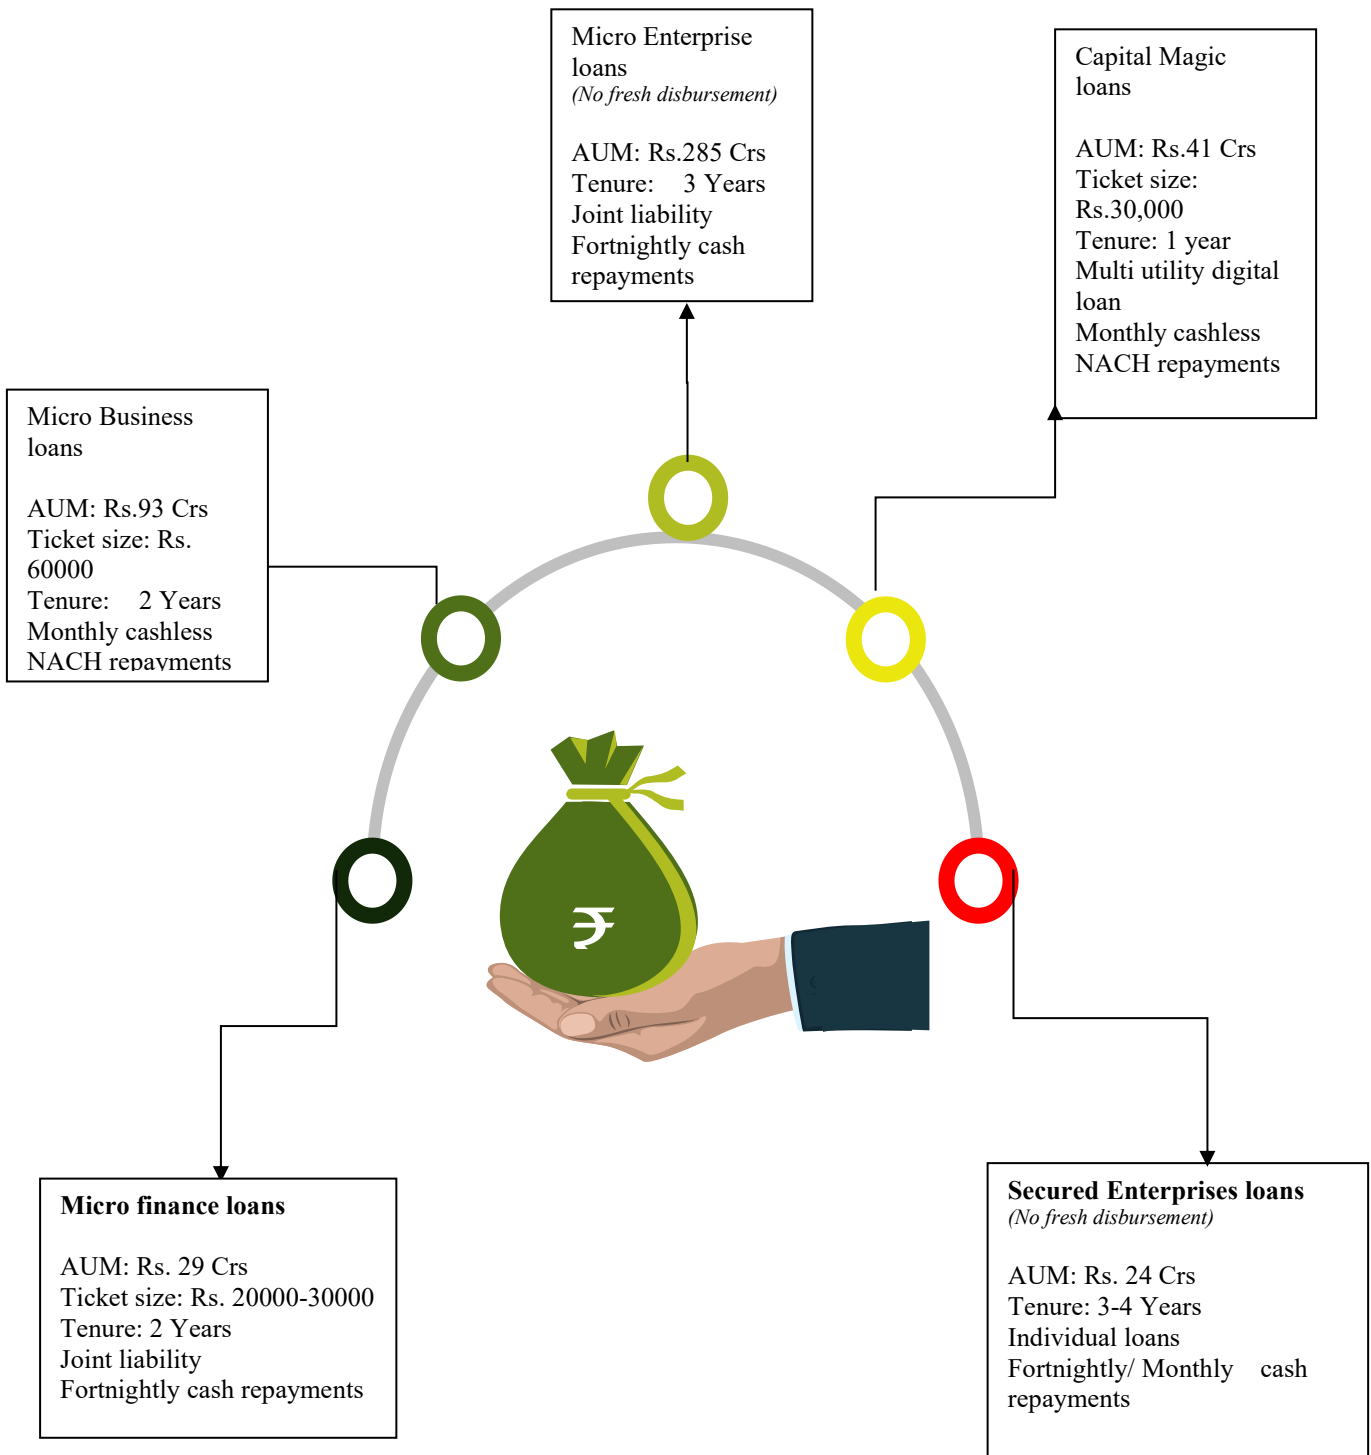 Micro Enterprise
loans
(No fresh disbursement)
AUM: Rs.285 Crs
Tenure: 3 Years
Joint liability
Fortnightly cash
repayments
Capital Magic
loans
AUM: Rs.41 Crs
Ticket size:
Rs.30,000
Tenure: 1 year
Multi utility digital
loan
Monthly cashless
NACH repayments
Micro Business
loans
AUM: Rs.93 Crs
Ticket size: Rs.
60000
Tenure: 2 Years
Monthly cashless
NACH repayments
₹
Micro finance loans
AUM: Rs. 29 Crs
Ticket size: Rs. 20000-30000
Tenure: 2 Years
Joint liability
Fortnightly cash repayments
Secured Enterprises loans
(No fresh disbursement)
AUM: Rs. 24 Crs
Tenure: 3-4 Years
Individual loans
Fortnightly/ Monthly cash
repayments